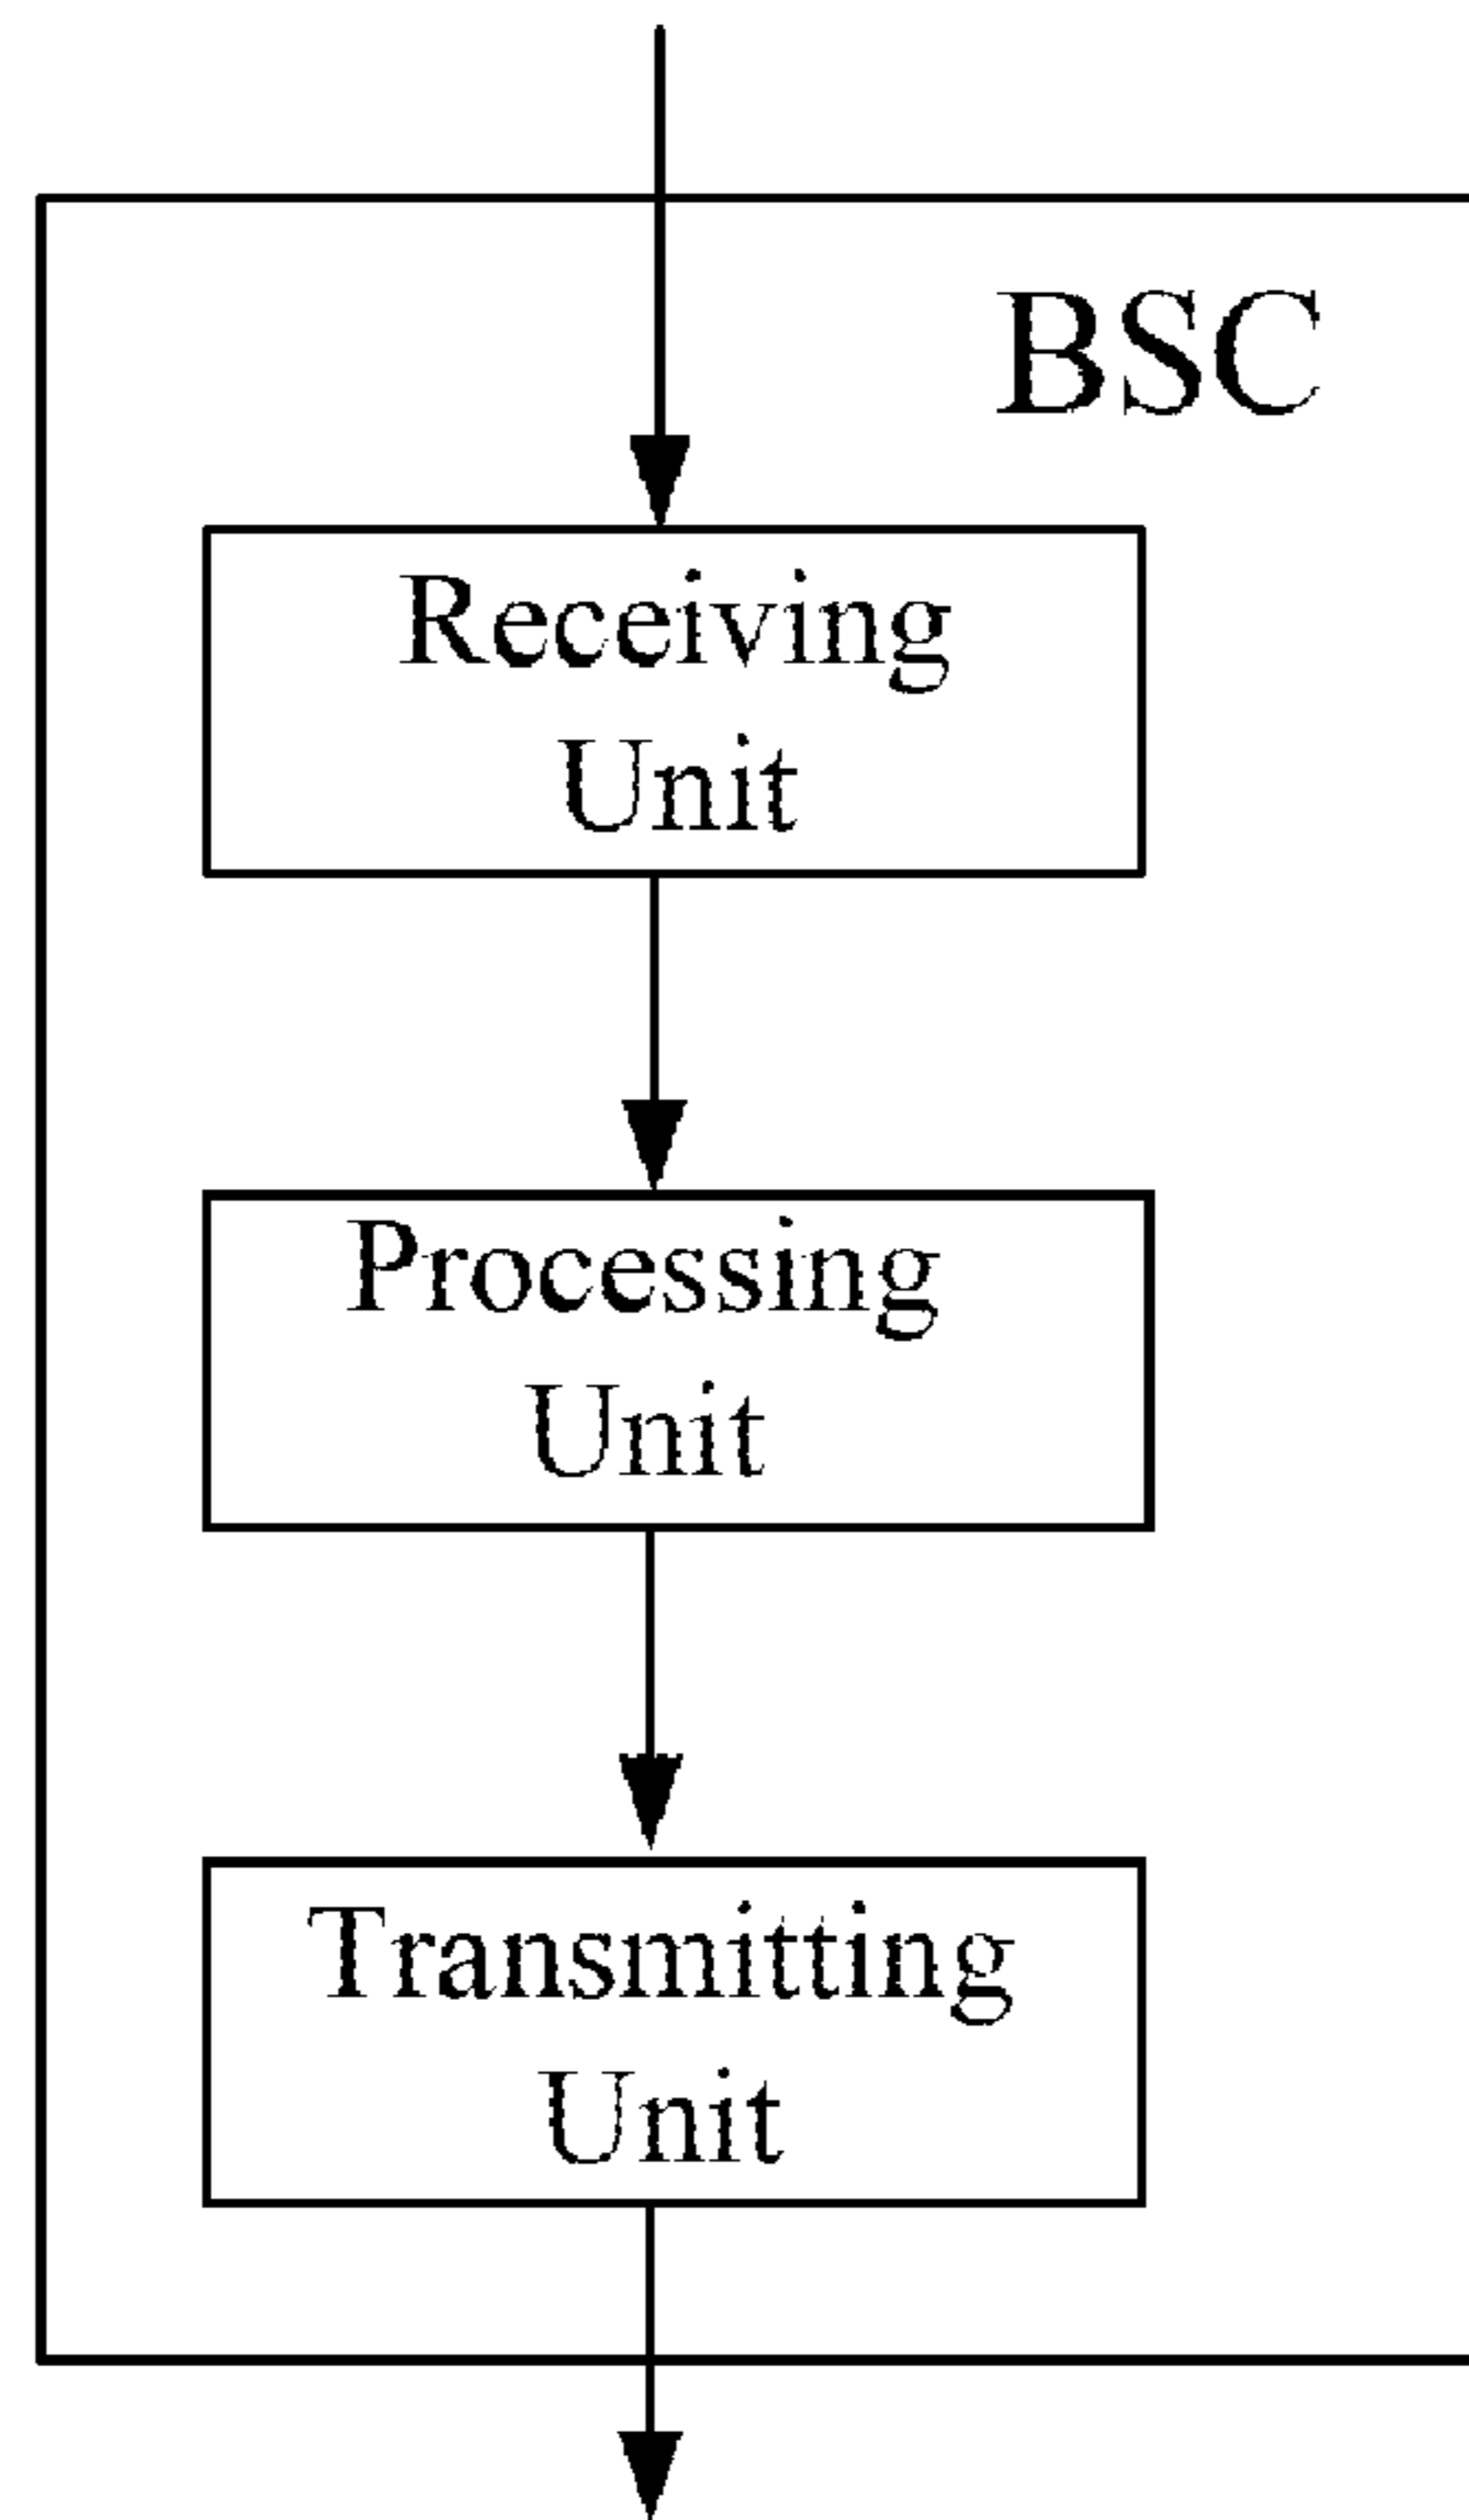 BSC
Receiving
Unit
Processing
Unit
Transmitting
Unit